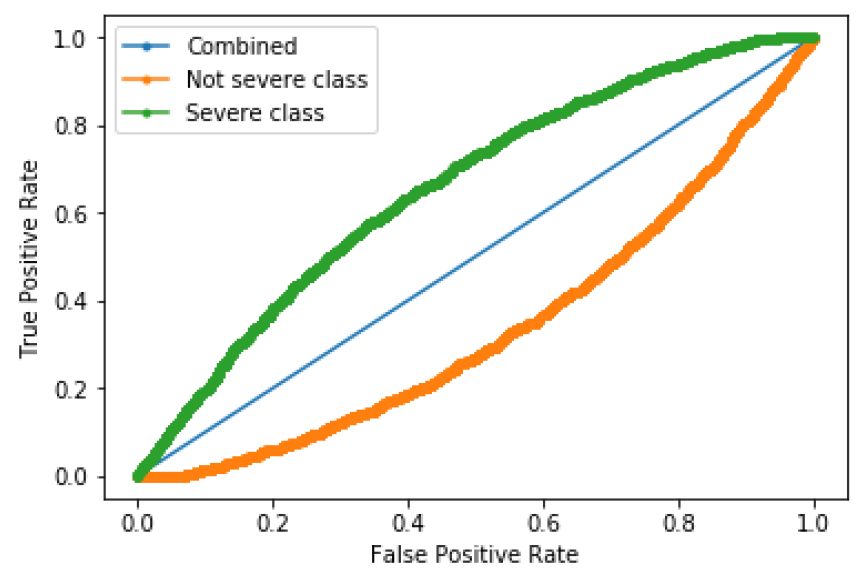 Combined
Not severe class
Severe class
True Positive Rate
1.0
0.8
0.6
0.4
0.2
0.0
0.0 0.2 0.4 0.6 0.8 1.0
False Positive Rate